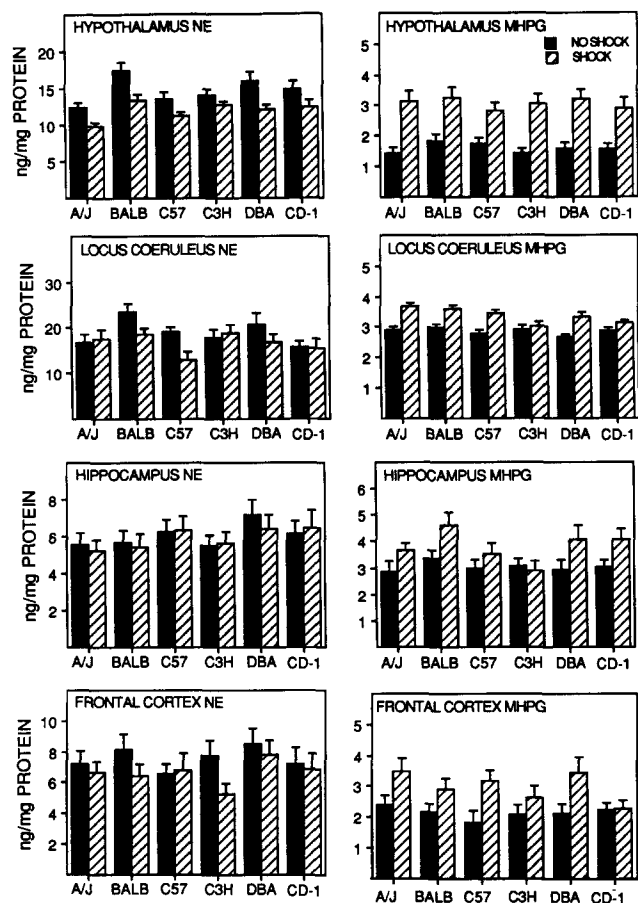 HYPOTHALAMUS NE
ng/mg PROTEIN
25
20
15
10
5
A/J BALB C57 C3H DBA CD-1
HYPOTHALAMUS MHPG
NO SHOCK
SHOCK
5
4
3
2
1
A/J BALB C57 C3H DBA CD-1
LOCUS COERULEUS NE
ng/mg PROTEIN
30
20
10
A/J BALB C57 C3H DBA CD-1
LOCUS COERULEUS MHPG
5
4
3
2
1
A/J BALB C57 C3H DBA CD-1
HIPPOCAMPUS NE
ng/mg PROTEIN
8
6
4
2
A/J BALB C57 C3H DBA CD-1
HIPPOCAMPUS MHPG
6
5
4
3
2
1
A/J BALB C57 C3H DBA CD-1
FRONTAL CORTEX NE
ng/mg PROTEIN
10
8
6
4
2
A/J BALB C57 C3H DBA CD-1
FRONTAL CORTEX MHPG
5
4
3
2
1
A/J BALB C57 C3H DBA CD-1